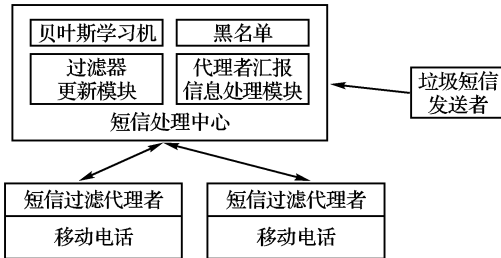 贝叶斯学习机
黑名单
过滤器
更新模块
代理者汇报
信息处理模块
短信处理中心
垃圾短信
发送者
短信过滤代理者
移动电话
短信过滤代理者
移动电话